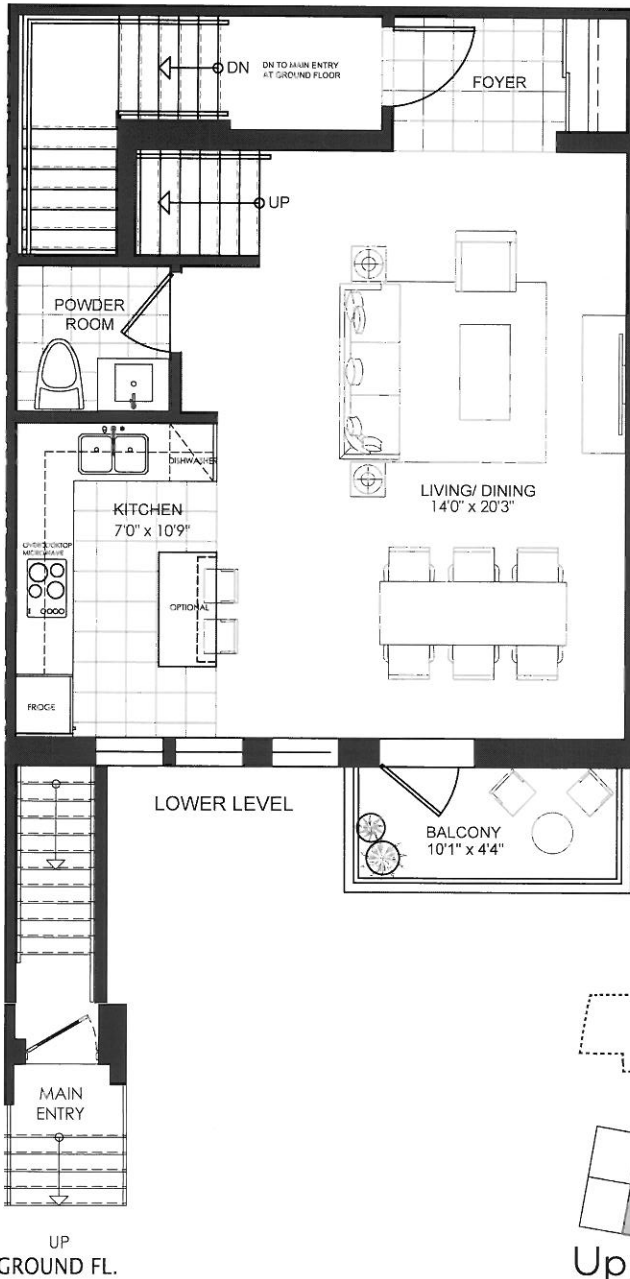 DN
DN TO MAIN ENTRY
AT GROUND FLOOR
FOYER
UP
POWDER
ROOM
DISHWASHER
KITCHEN
7'0" x 10'9"
LIVING/ DINING
14'0" x 20'3"
MICROWAVE
OPTIONAL
FROGE
LOWER LEVEL
BALCONY
10'1" x 4'4"
MAIN
ENTRY
UP
GROUND FL.
Up